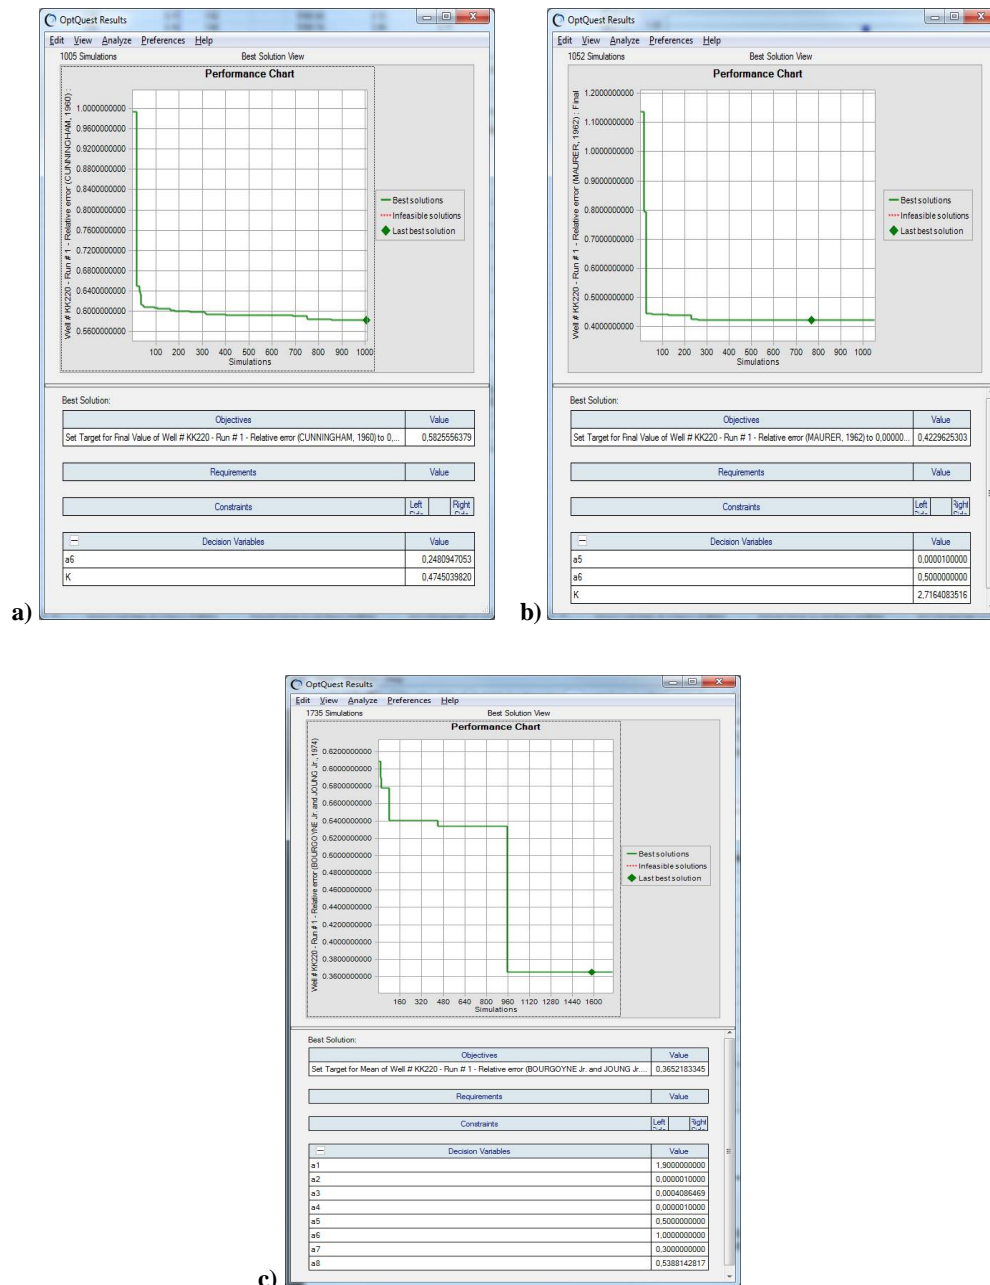 OptQuest Results
Edit View Analyze Preferences Help
1005 Simulations Best Solution View
Performance Chart
Well # KK220 - Run # 1 - Relative error (CUNNINGHAM, 1960) :
1.0000000000
0.9600000000
0.9200000000
0.8800000000
0.8400000000
0.8000000000
0.7600000000
0.7200000000
0.6800000000
0.6400000000
0.6000000000
0.5600000000
100 200 300 400 500 600 700 800 900 1000
Simulations
Best solutions
Infeasible solutions
Last best solution
Best Solution:
Objectives Value
Set Target for Final Value of Well # KK220 - Run # 1 - Relative error (CUNNINGHAM, 1960) to 0,... 0,5825556379
Requirements Value
Constraints Left Right
Decision Variables Value
a6 0,2480947053
K 0,4745039820
a)
OptQuest Results
Edit View Analyze Preferences Help
1052 Simulations Best Solution View
Performance Chart
Well # KK220 - Run # 1 - Relative error (MAURER, 1962) : Final
1.2000000000
1.1000000000
1.0000000000
0.9000000000
0.8000000000
0.7000000000
0.6000000000
0.5000000000
0.4000000000
100 200 300 400 500 600 700 800 900 1000
Simulations
Best solutions
Infeasible solutions
Last best solution
Best Solution:
Objectives Value
Set Target for Final Value of Well # KK220 - Run # 1 - Relative error (MAURER, 1962) to 0,00000... 0,4229625303
Requirements Value
Constraints Left Right
Decision Variables Value
a5 0,0000100000
a6 0,5000000000
K 2,7164083516
b)
OptQuest Results
Edit View Analyze Preferences Help
1735 Simulations Best Solution View
Performance Chart
Well # KK220 - Run # 1 - Relative error (BOURGOYNE Jr. and JOUNG Jr., 1974)
0.6200000000
0.6000000000
0.5800000000
0.5600000000
0.5400000000
0.5200000000
0.5000000000
0.4800000000
0.4600000000
0.4400000000
0.4200000000
0.4000000000
0.3800000000
0.3600000000
160 320 480 640 800 960 1120 1280 1440 1600
Simulations
Best solutions
Infeasible solutions
Last best solution
Best Solution:
Objectives Value
Set Target for Mean of Well # KK220 - Run # 1 - Relative error (BOURGOYNE Jr. and JOUNG Jr.... 0,3652183345
Requirements Value
Constraints Left Right
Decision Variables Value
a1 1,9000000000
a2 0,0000010000
a3 0,0004086469
a4 0,0000010000
a5 0,5000000000
a6 1,0000000000
a7 0,3000000000
a8 0,5388142817
c)